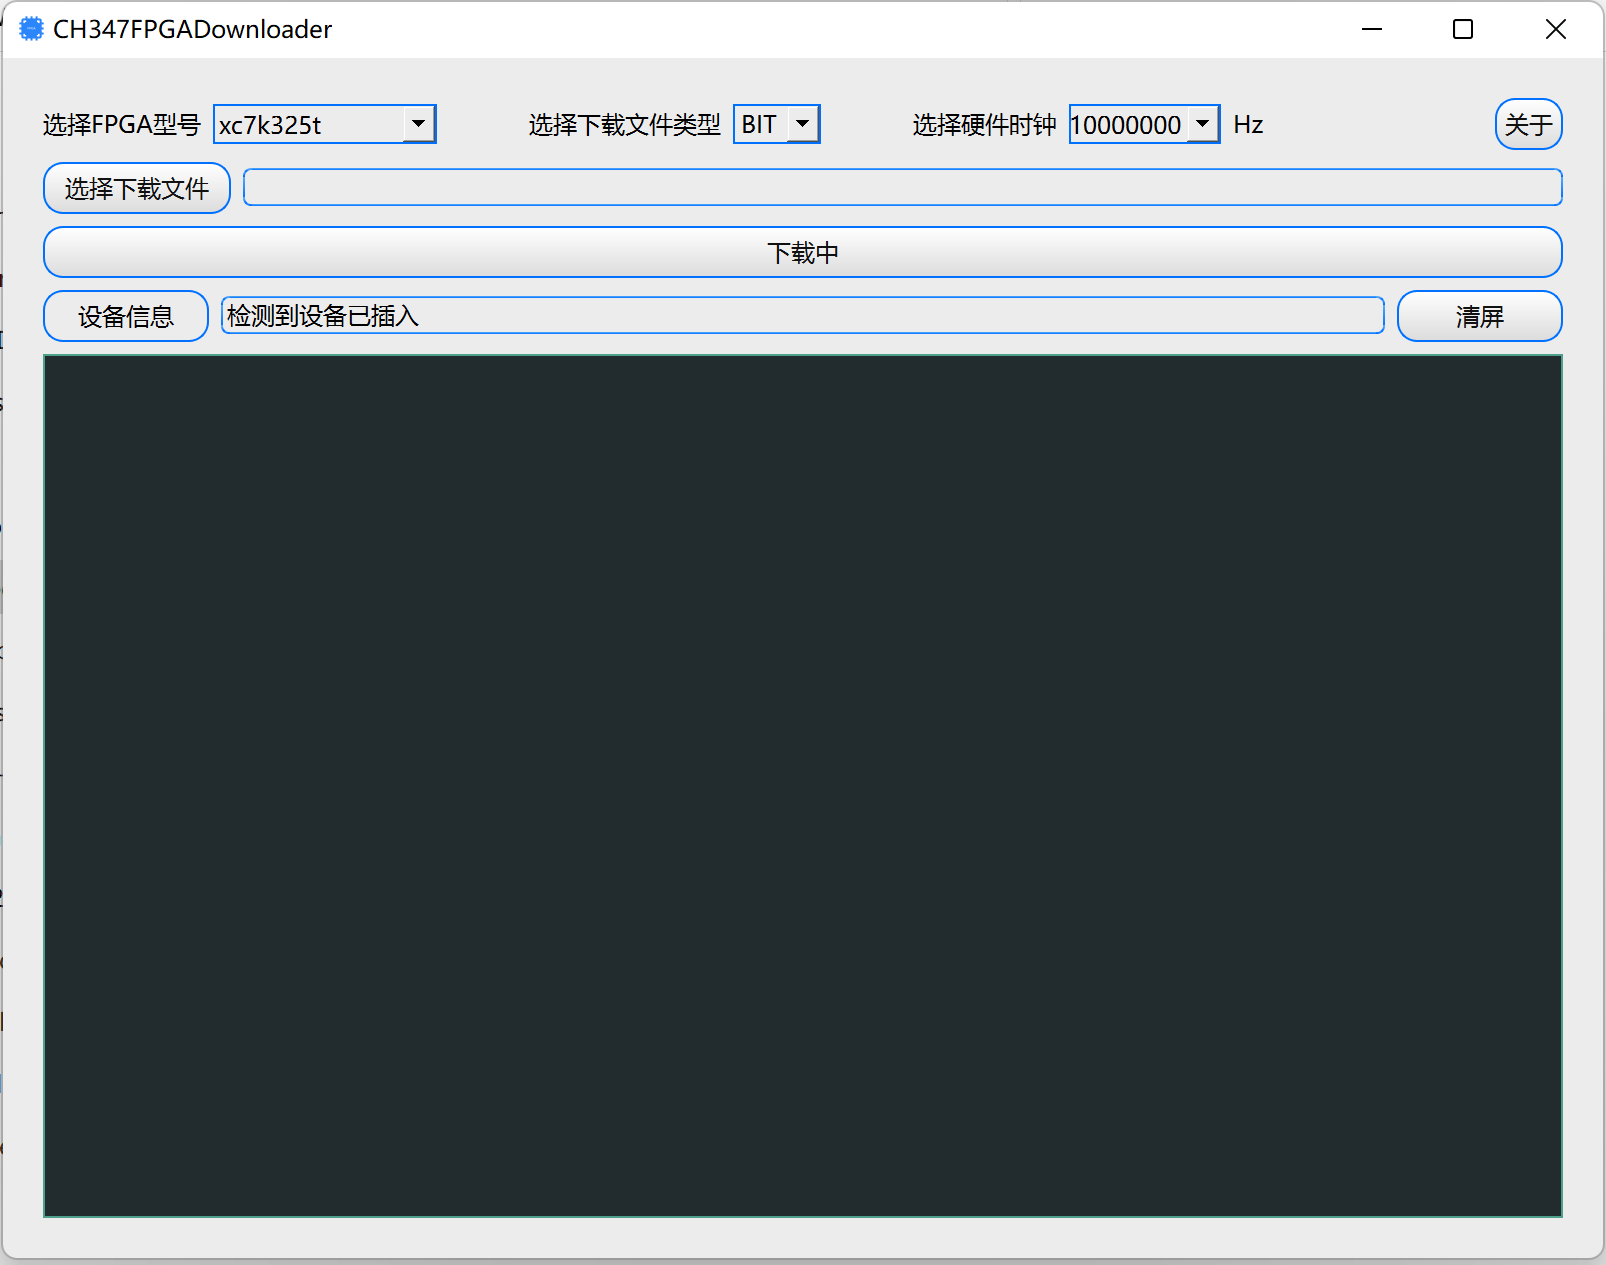 CH347FPGADownloader
选择FPGA型号 xc7k325t 选择下载文件类型 BIT 选择硬件时钟 10000000 Hz 关于
选择下载文件
下载中
设备信息 检测到设备已插入 清屏